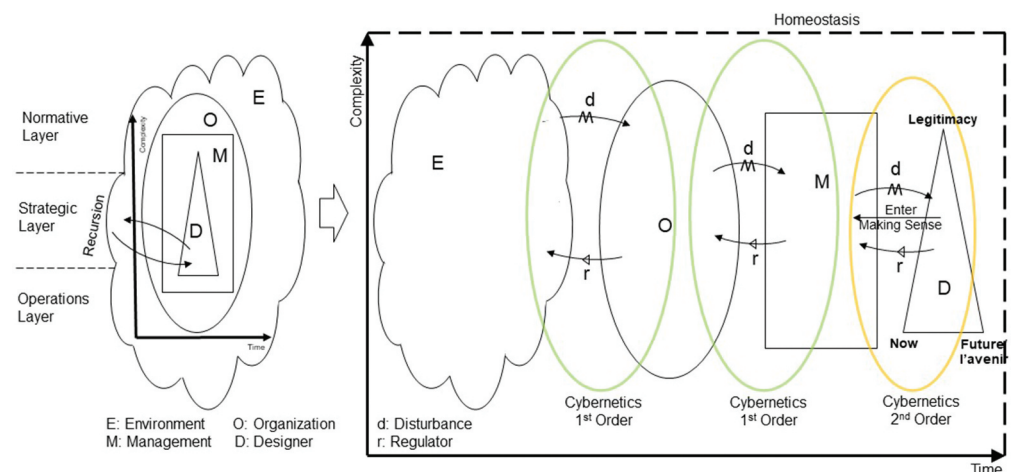 Homeostasis
Complexity
Normative
Layer
Strategic
Layer
Operations
Layer
Recursion
Complexity
E
O
M
D
Time
E: Environment O: Organization
M: Management D: Designer
E
d
r
O
d
r
M
d
Enter
Making Sense
r
Legitimacy
D
Now
Future/
l'avenir
Cybernetics
1st Order
Cybernetics
1st Order
Cybernetics
2nd Order
d: Disturbance
r: Regulator
Time